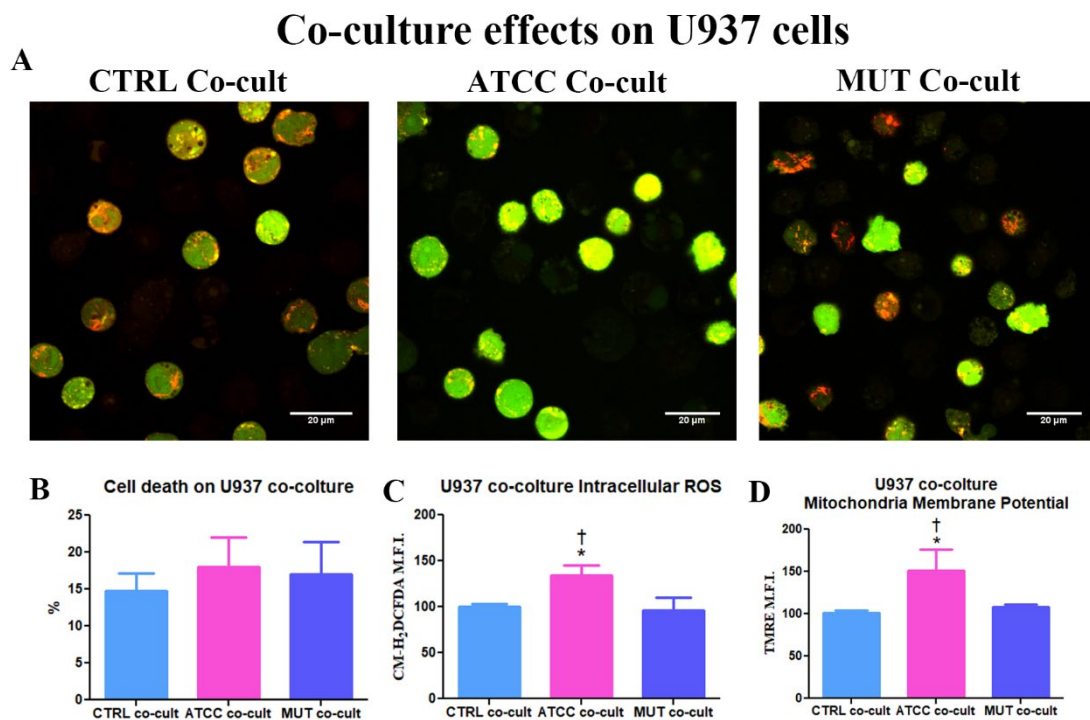 Co-culture effects on U937 cells
A
CTRL Co-cult
ATCC Co-cult
MUT Co-cult
20 µm
20 µm
20 µm
B
Cell death on U937 co-colture
25
20
15
10
5
0
%
CTRL co-cult
ATCC co-cult
MUT co-cult
C
U937 co-colture Intracellular ROS
200
150
100
50
0
CM-H₂DCFDA M.F.I.
†
*
CTRL co-cult
ATCC co-cult
MUT co-cult
D
U937 co-colture
Mitochondria Membrane Potential
200
150
100
50
0
TMRE M.F.I.
†
*
CTRL co-cult
ATCC co-cult
MUT co-cult